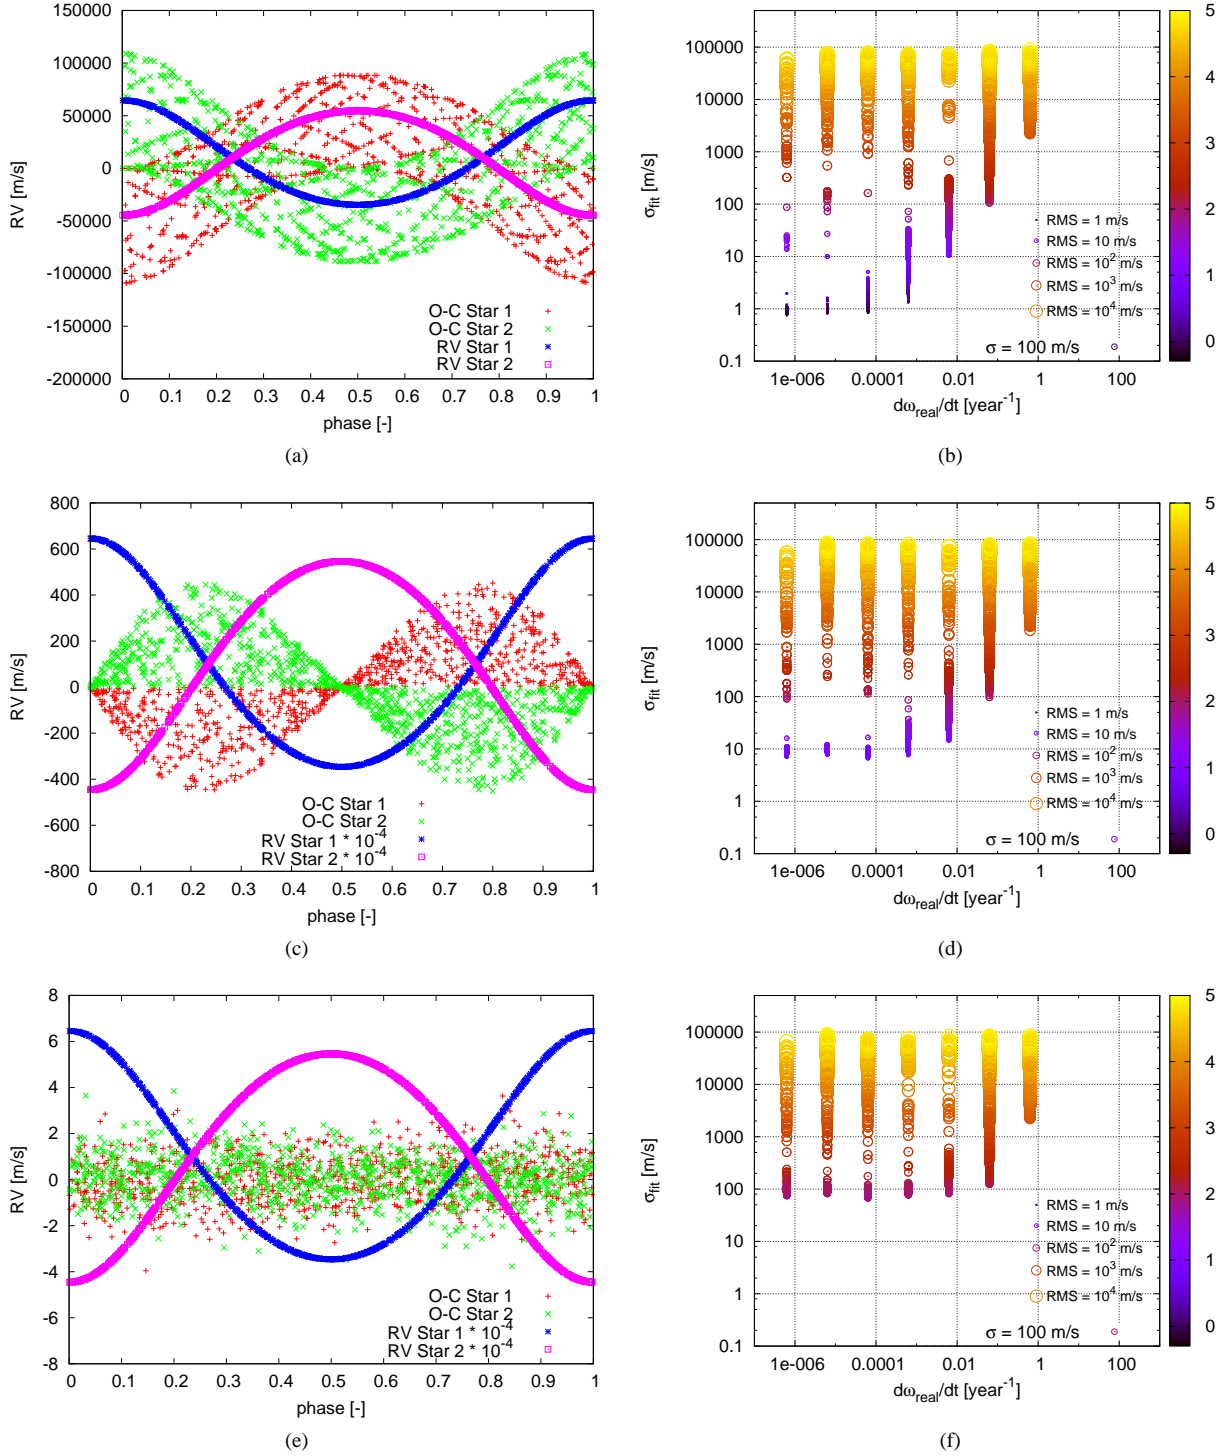 150000
100000
50000
0
-50000
-100000
-150000
-200000
RV [m/s]
O-C Star 1
O-C Star 2
RV Star 1
RV Star 2
0 0.1 0.2 0.3 0.4 0.5 0.6 0.7 0.8 0.9 1
phase [-]
(a)
100000
10000
1000
100
10
1
0.1
σfit [m/s]
RMS = 1 m/s
RMS = 10 m/s
RMS = 10² m/s
RMS = 10³ m/s
RMS = 10⁴ m/s
σ = 100 m/s
1e-006 0.0001 0.01 1 100
dωreal/dt [year⁻¹]
5
4
3
2
1
0
(b)
800
600
400
200
0
-200
-400
-600
-800
RV [m/s]
O-C Star 1
O-C Star 2
RV Star 1 * 10⁻⁴
RV Star 2 * 10⁻⁴
0 0.1 0.2 0.3 0.4 0.5 0.6 0.7 0.8 0.9 1
phase [-]
(c)
100000
10000
1000
100
10
1
0.1
σfit [m/s]
RMS = 1 m/s
RMS = 10 m/s
RMS = 10² m/s
RMS = 10³ m/s
RMS = 10⁴ m/s
σ = 100 m/s
1e-006 0.0001 0.01 1 100
dωreal/dt [year⁻¹]
5
4
3
2
1
0
(d)
8
6
4
2
0
-2
-4
-6
-8
RV [m/s]
O-C Star 1
O-C Star 2
RV Star 1 * 10⁻⁴
RV Star 2 * 10⁻⁴
0 0.1 0.2 0.3 0.4 0.5 0.6 0.7 0.8 0.9 1
phase [-]
(e)
100000
10000
1000
100
10
1
0.1
σfit [m/s]
RMS = 1 m/s
RMS = 10 m/s
RMS = 10² m/s
RMS = 10³ m/s
RMS = 10⁴ m/s
σ = 100 m/s
1e-006 0.0001 0.01 1 100
dωreal/dt [year⁻¹]
5
4
3
2
1
0
(f)